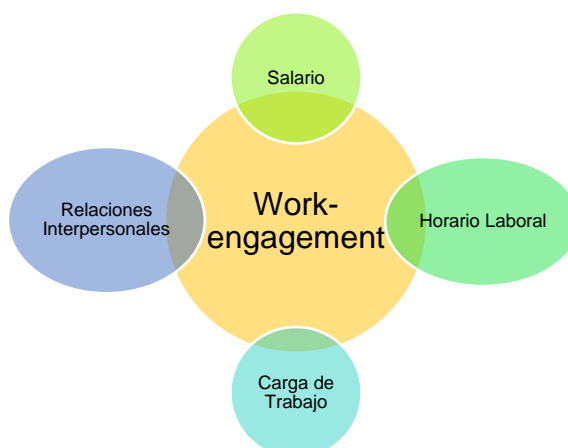 Salario
Relaciones
Interpersonales
Work-
engagement
Horario Laboral
Carga de
Trabajo